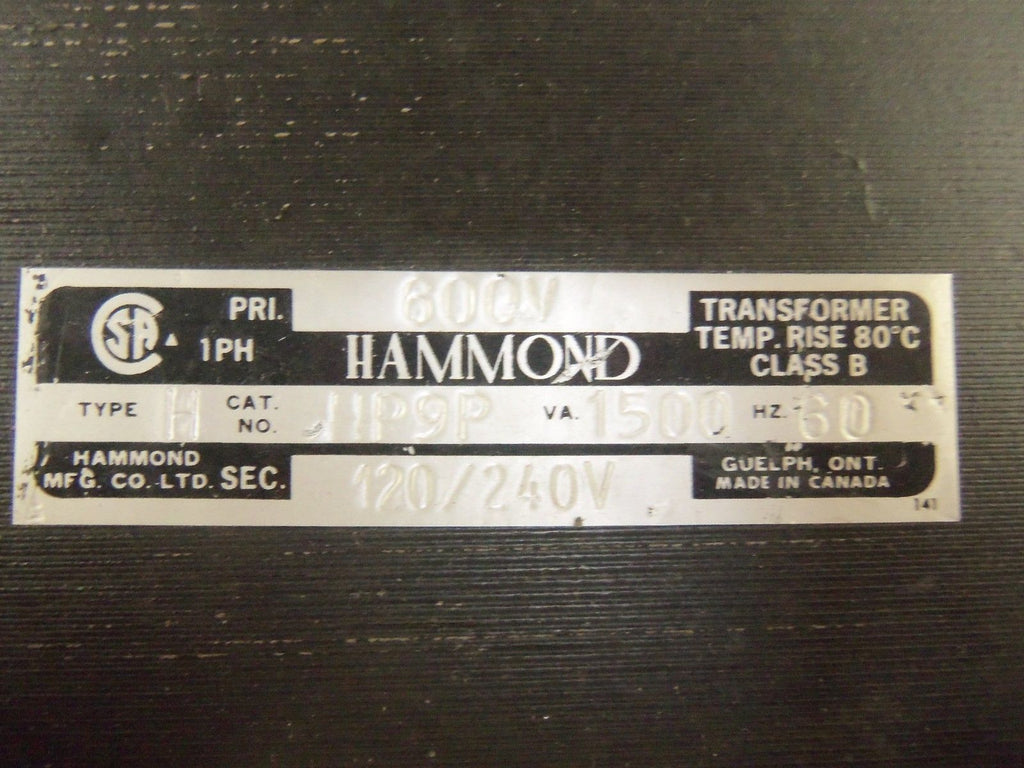 600V
CSA PRI. TRANSFORMER
1PH HAMMOND TEMP. RISE 80°C
CLASS B
TYPE H CAT. NO. VA. 1500 HZ. 60
HAMMOND GUELPH, ONT.
MFG. CO. LTD. SEC. 120/240V MADE IN CANADA
141